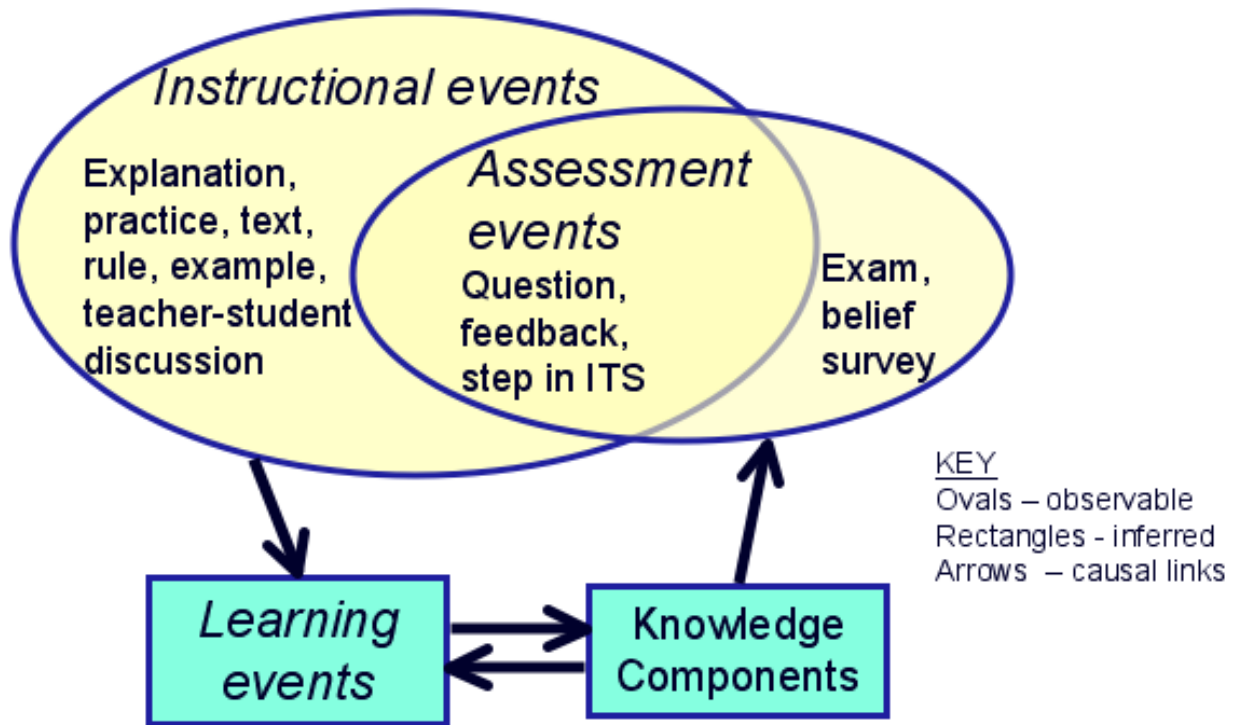 Instructional events
Explanation,
practice, text,
rule, example,
teacher-student
discussion
Assessment
events
Question,
feedback,
step in ITS
Exam,
belief
survey
KEY
Ovals – observable
Rectangles - inferred
Arrows – causal links
Learning
events
Knowledge
Components